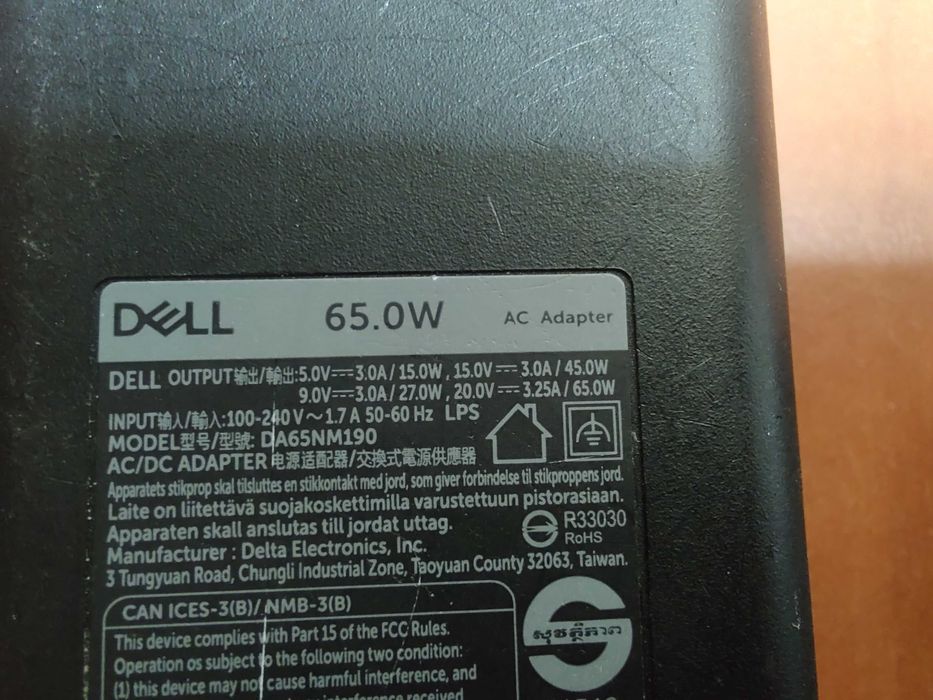 DELL 65.0W AC Adapter
DELL OUTPUT输出/輸出:5.0V⎓3.0A / 15.0W , 15.0V⎓3.0A / 45.0W
9.0V⎓3.0A / 27.0W , 20.0V⎓3.25A / 65.0W
INPUT输入/輸入:100-240 V～1.7 A 50-60 Hz LPS
MODEL型号/型號: DA65NM190
AC/DC ADAPTER 电源适配器/交換式電源供應器
Apparatets stikprop skal tilsluttes en stikkontakt med jord, som giver forbindelse til stikproppens jord.
Laite on liitettävä suojakoskettimilla varustettuun pistorasiaan.
Apparaten skall anslutas till jordat uttag.
R33030
RoHS
Manufacturer : Delta Electronics, Inc.
3 Tungyuan Road, Chungli Industrial Zone, Taoyuan County 32063, Taiwan.
CAN ICES-3(B)/ NMB-3(B)
This device complies with Part 15 of the FCC Rules.
Operation os subject to the following two condition:
(1) this device may not cause harmful interference, and
interference received